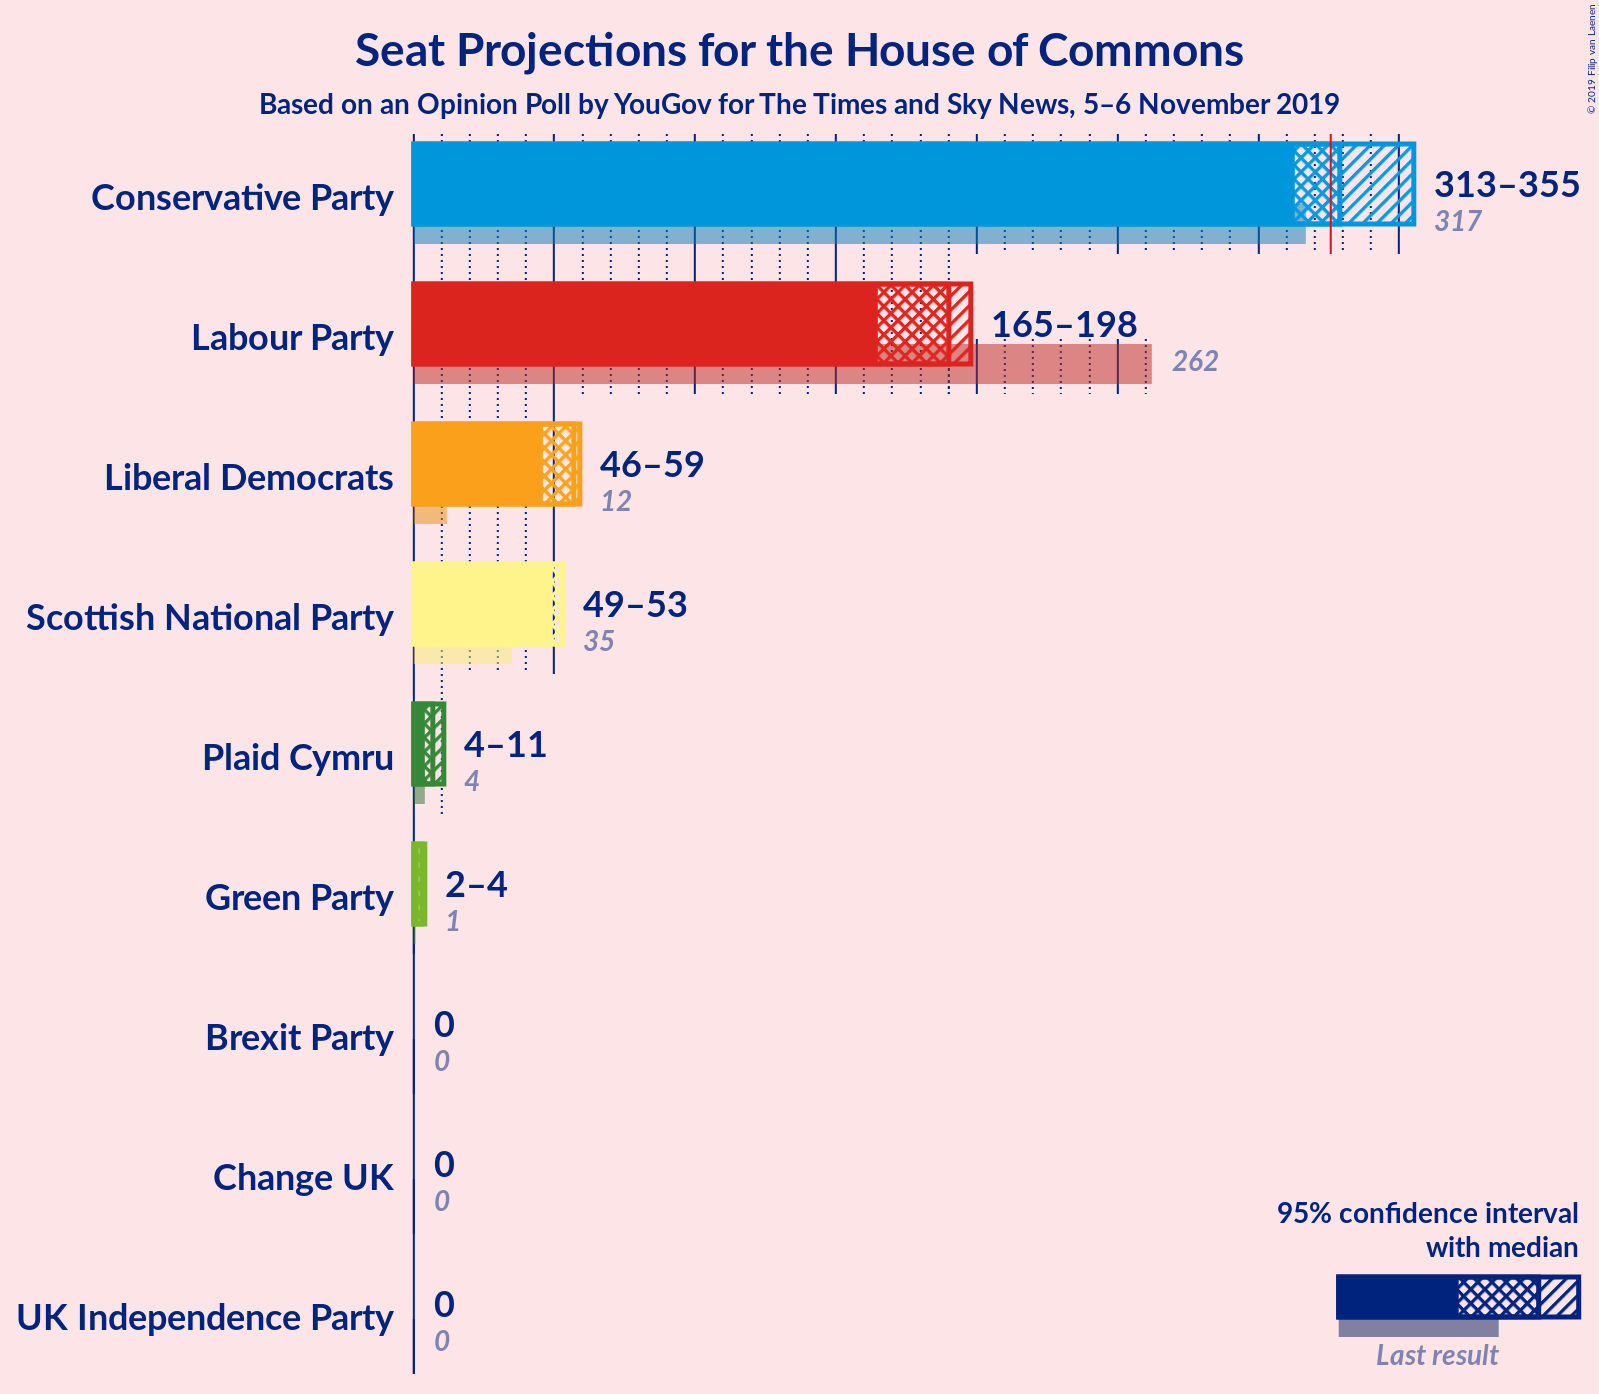 Seat Projections for the House of Commons
Based on an Opinion Poll by YouGov for The Times and Sky News, 5–6 November 2019
© 2019 Filip van Laenen
Conservative Party
313–355
317
Labour Party
165–198
262
Liberal Democrats
46–59
12
Scottish National Party
49–53
35
Plaid Cymru
4–11
4
Green Party
2–4
1
Brexit Party
0
0
Change UK
0
0
UK Independence Party
0
0
95% confidence interval
with median
Last result